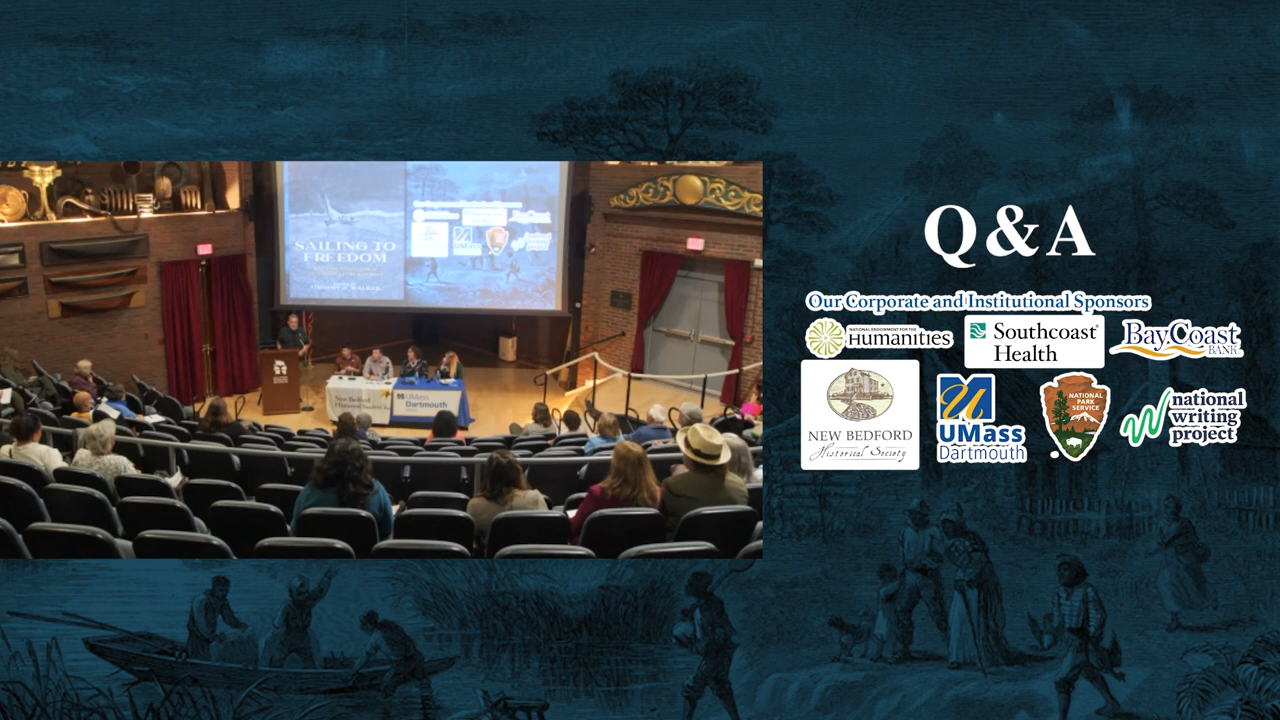 SAILING TO
FREEDOM
New Bedford
Historical Society
UMass
Dartmouth
Q&A
Our Corporate and Institutional Sponsors
NATIONAL ENDOWMENT FOR THE
Humanities
Southcoast®
Health
BayCoast
BANK
NEW BEDFORD
Historical Society
UMass
Dartmouth
NATIONAL
PARK
SERVICE
national
writing
project